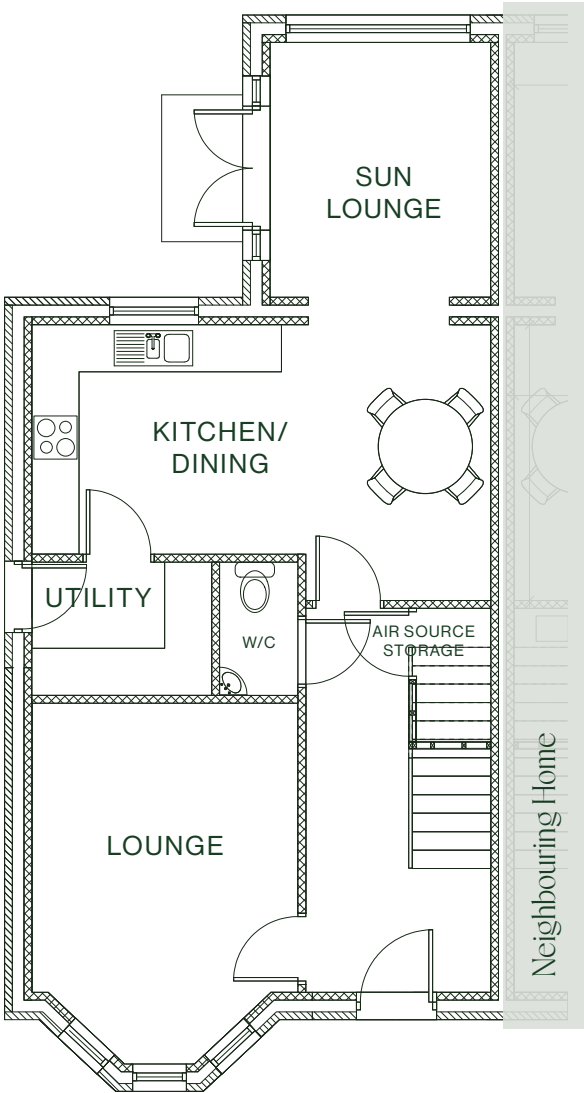 SUN
LOUNGE
KITCHEN/
DINING
UTILITY
W/C
AIR SOURCE
STORAGE
LOUNGE
Neighbouring Home